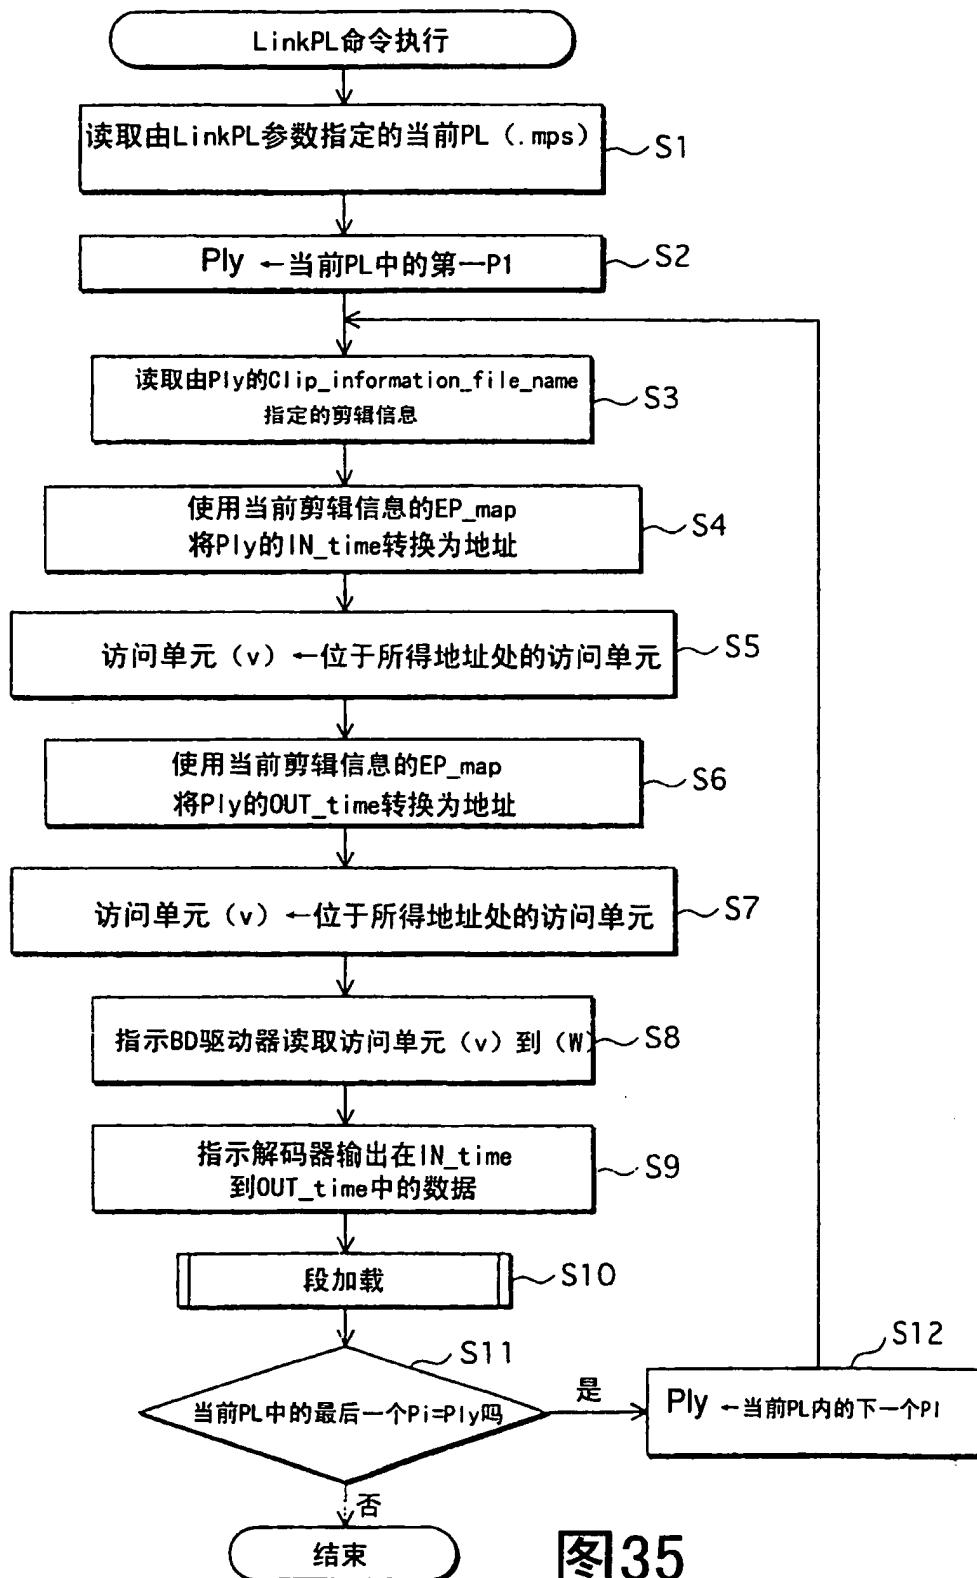 LinkPL命令执行
读取由LinkPL参数指定的当前PL（.mps）
S1
Ply ←当前PL中的第一P1
S2
读取由Ply的Clip_information_file_name
指定的剪辑信息
S3
使用当前剪辑信息的EP_map
将Ply的IN_time转换为地址
S4
访问单元（v）←位于所得地址处的访问单元
S5
使用当前剪辑信息的EP_map
将Ply的OUT_time转换为地址
S6
访问单元（v）←位于所得地址处的访问单元
S7
指示BD驱动器读取访问单元（v）到（W）
S8
指示解码器输出在IN_time
到OUT_time中的数据
S9
段加载
S10
当前PL中的最后一个Pi=Ply吗
S11
是
Ply ←当前PL内的下一个PI
S12
否
结束
图35